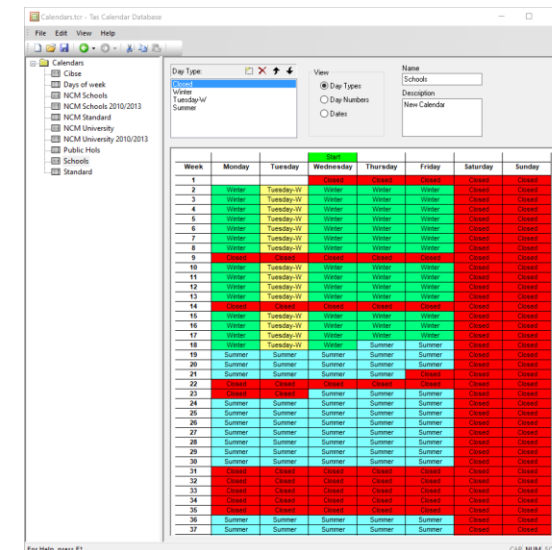 Calendars.tcr - Tas Calendar Database
File Edit View Help
Calendars
Cibse
Days of week
NCM Schools
NCM Schools 2010/2013
NCM Standard
NCM University
NCM University 2010/2013
Public Hols
Schools
Standard
Day Type:
Closed
Winter
Tuesday-W
Summer
View
Day Types
Day Numbers
Dates
Name
Schools
Description
New Calendar
Start
Week Monday Tuesday Wednesday Thursday Friday Saturday Sunday
1 Closed Closed Closed Closed Closed
2 Winter Tuesday-W Winter Winter Winter Closed Closed
3 Winter Tuesday-W Winter Winter Winter Closed Closed
4 Winter Tuesday-W Winter Winter Winter Closed Closed
5 Winter Tuesday-W Winter Winter Winter Closed Closed
6 Winter Tuesday-W Winter Winter Winter Closed Closed
7 Winter Tuesday-W Winter Winter Winter Closed Closed
8 Winter Tuesday-W Winter Winter Winter Closed Closed
9 Closed Closed Closed Closed Closed Closed Closed
10 Winter Tuesday-W Winter Winter Winter Closed Closed
11 Winter Tuesday-W Winter Winter Winter Closed Closed
12 Winter Tuesday-W Winter Winter Winter Closed Closed
13 Winter Tuesday-W Winter Winter Winter Closed Closed
14 Closed Closed Closed Closed Closed Closed Closed
15 Winter Tuesday-W Winter Winter Winter Closed Closed
16 Winter Tuesday-W Winter Winter Winter Closed Closed
17 Winter Tuesday-W Winter Winter Winter Closed Closed
18 Winter Tuesday-W Winter Summer Summer Closed Closed
19 Summer Summer Summer Summer Summer Closed Closed
20 Summer Summer Summer Summer Summer Closed Closed
21 Summer Summer Summer Summer Closed Closed Closed
22 Closed Closed Closed Closed Closed Closed Closed
23 Closed Closed Summer Summer Summer Closed Closed
24 Summer Summer Summer Summer Summer Closed Closed
25 Summer Summer Summer Summer Summer Closed Closed
26 Summer Summer Summer Summer Summer Closed Closed
27 Summer Summer Summer Summer Summer Closed Closed
28 Summer Summer Summer Summer Summer Closed Closed
29 Summer Summer Summer Summer Summer Closed Closed
30 Summer Summer Summer Summer Summer Closed Closed
31 Closed Closed Closed Closed Closed Closed Closed
32 Closed Closed Closed Closed Closed Closed Closed
33 Closed Closed Closed Closed Closed Closed Closed
34 Closed Closed Closed Closed Closed Closed Closed
35 Closed Closed Closed Closed Closed Closed Closed
36 Summer Summer Summer Summer Summer Closed Closed
37 Summer Summer Summer Summer Summer Closed Closed
For Help, press F1
CAP NUM